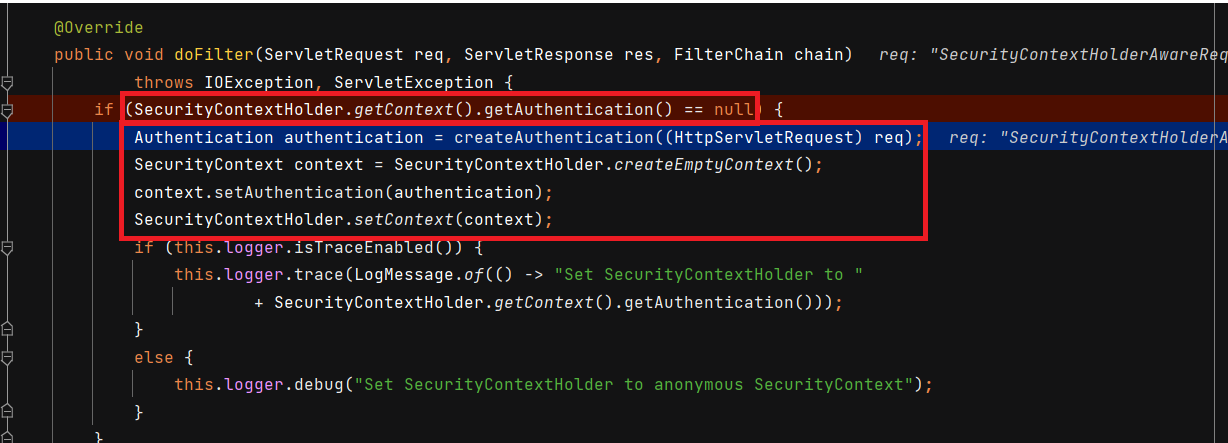 @Override
public void doFilter(ServletRequest req, ServletResponse res, FilterChain chain)   req: "SecurityContextHolderAwareReq
throws IOException, ServletException {
if (SecurityContextHolder.getContext().getAuthentication() == null) {
Authentication authentication = createAuthentication((HttpServletRequest) req);   req: "SecurityContextHolderA
SecurityContext context = SecurityContextHolder.createEmptyContext();
context.setAuthentication(authentication);
SecurityContextHolder.setContext(context);
if (this.logger.isTraceEnabled()) {
this.logger.trace(LogMessage.of(() -> "Set SecurityContextHolder to "
+ SecurityContextHolder.getContext().getAuthentication()));
}
else {
this.logger.debug("Set SecurityContextHolder to anonymous SecurityContext");
}
}